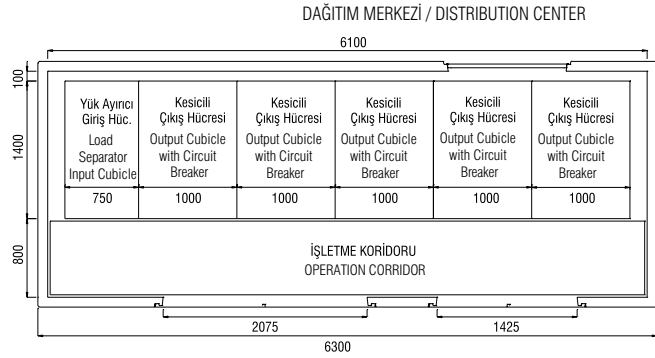 DAĞITIM MERKEZİ / DISTRIBUTION CENTER
6100
100
1400
800
Yük Ayırıcı
Giriş Hüc.
Load
Separator
Input Cubicle
750
Kesicili
Çıkış Hücresi
Output Cubicle
with Circuit
Breaker
1000
Kesicili
Çıkış Hücresi
Output Cubicle
with Circuit
Breaker
1000
Kesicili
Çıkış Hücresi
Output Cubicle
with Circuit
Breaker
1000
Kesicili
Çıkış Hücresi
Output Cubicle
with Circuit
Breaker
1000
Kesicili
Çıkış Hücresi
Output Cubicle
with Circuit
Breaker
1000
İŞLETME KORİDORU
OPERATION CORRIDOR
2075
1425
6300